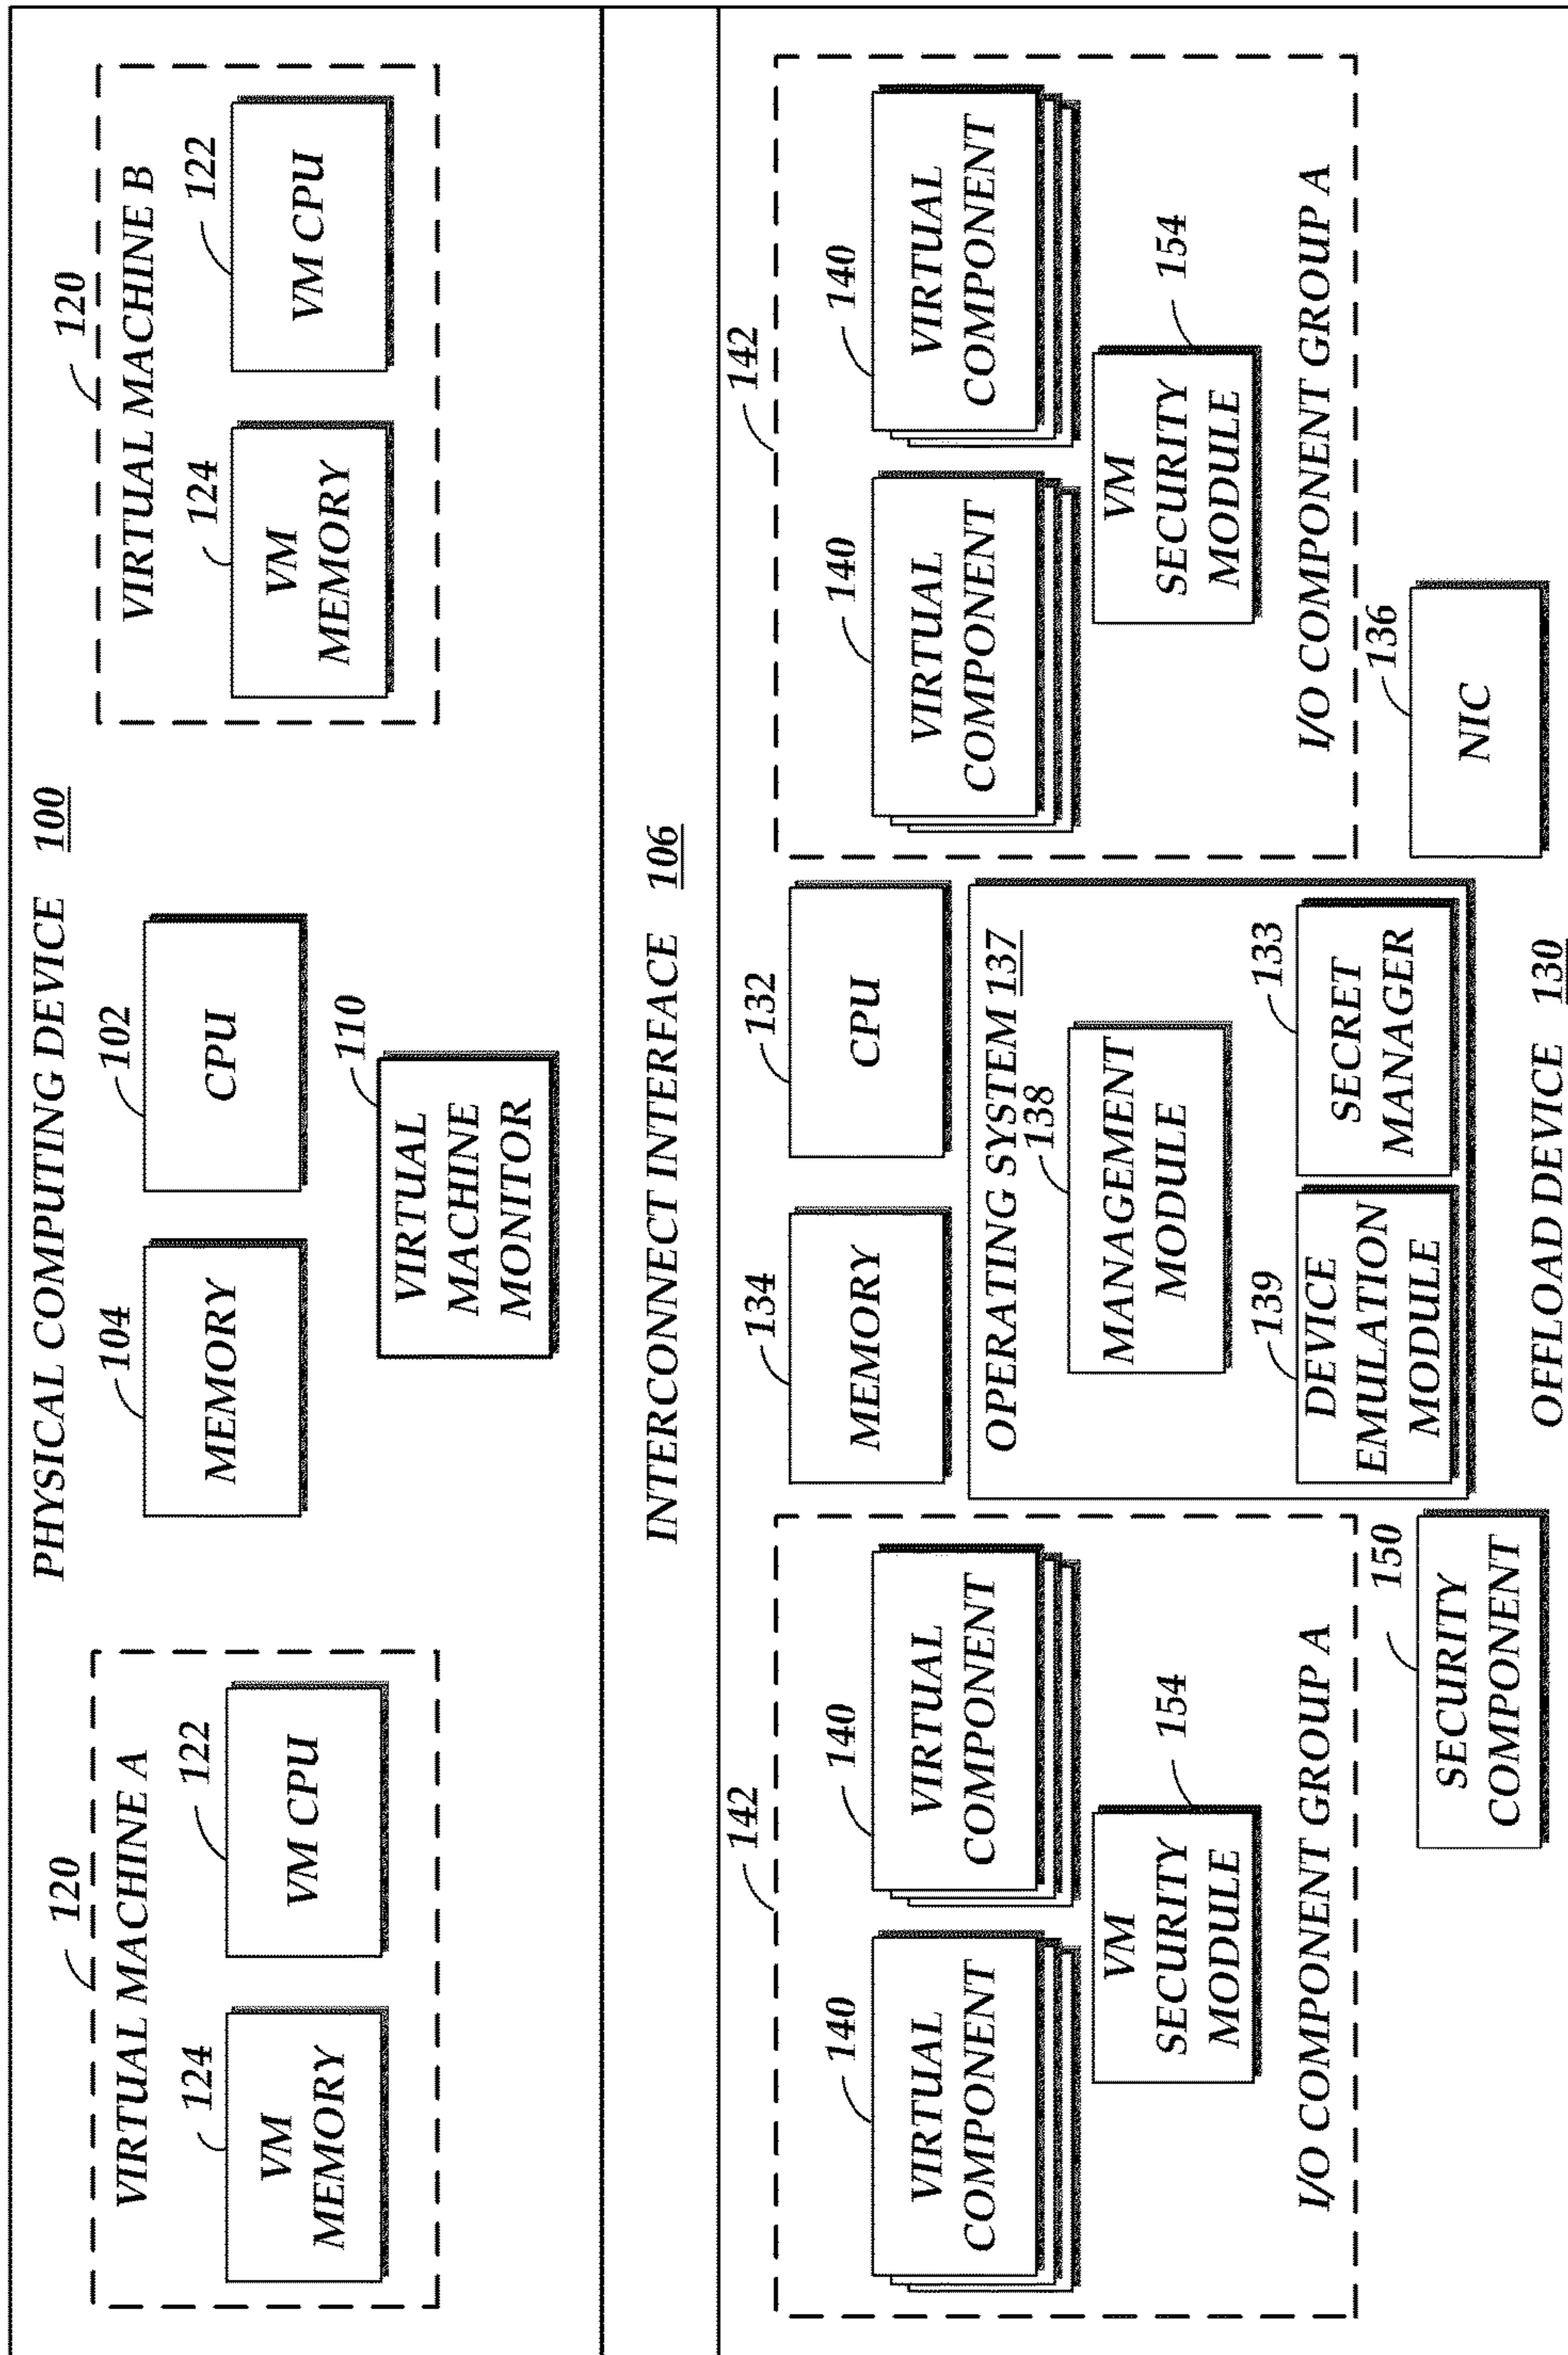 PHYSICAL COMPUTING DEVICE 100
120
VIRTUAL MACHINE A
124
VM
MEMORY
122
VM CPU
104
MEMORY
102
CPU
110
VIRTUAL
MACHINE
MONITOR
120
VIRTUAL MACHINE B
124
VM
MEMORY
122
VM CPU
INTERCONNECT INTERFACE 106
142
140
VIRTUAL
COMPONENT
140
VIRTUAL
COMPONENT
VM
SECURITY
MODULE
154
I/O COMPONENT GROUP A
150
SECURITY
COMPONENT
134
MEMORY
132
CPU
OPERATING SYSTEM 137
138
MANAGEMENT
MODULE
139
DEVICE
EMULATION
MODULE
133
SECRET
MANAGER
142
140
VIRTUAL
COMPONENT
140
VIRTUAL
COMPONENT
VM
SECURITY
MODULE
154
I/O COMPONENT GROUP A
136
NIC
OFFLOAD DEVICE 130